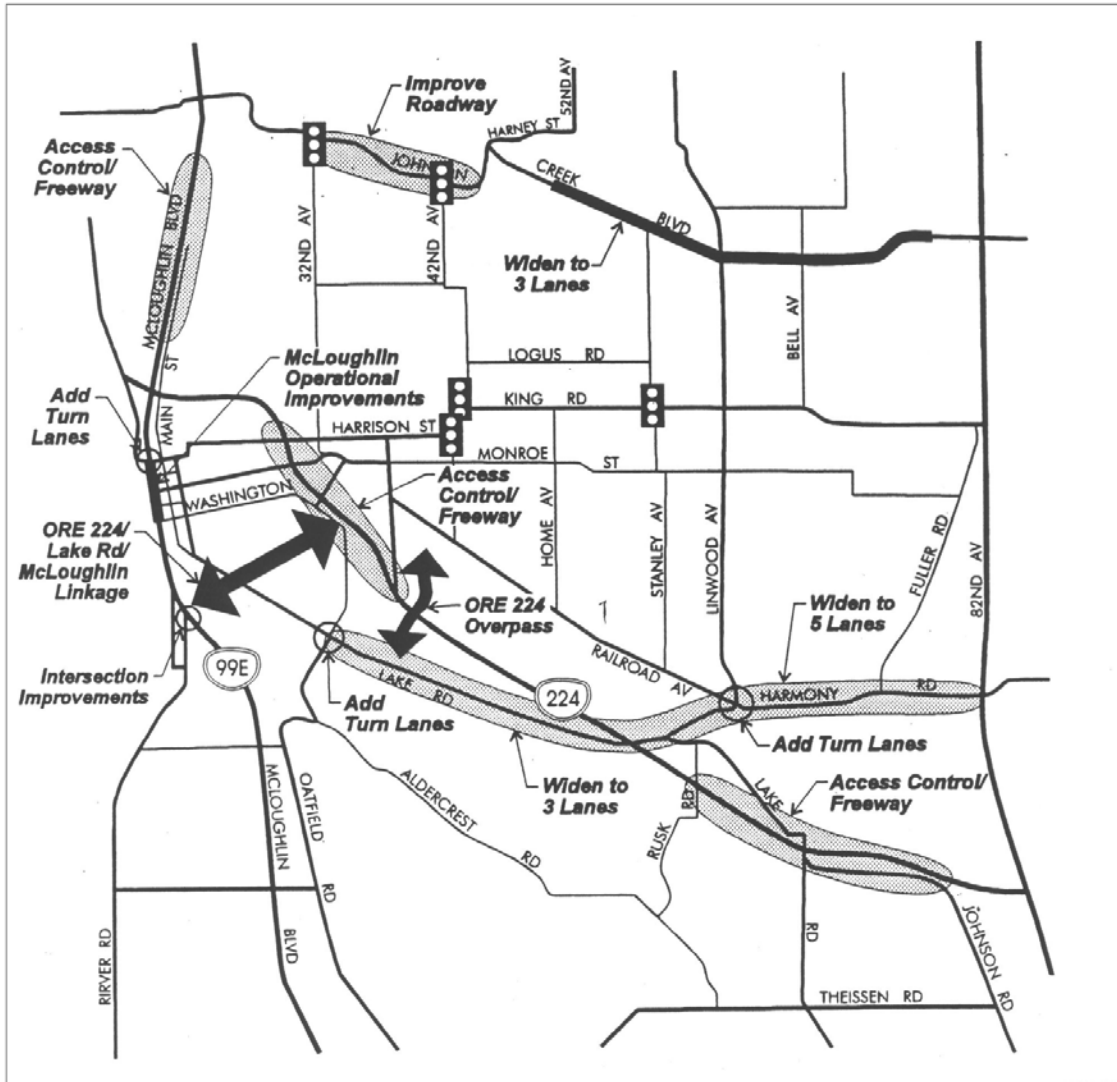 52ND AV
Improve
Roadway
HARNEY ST
Access
Control/
Freeway
JOHNSON
CREEK
BLVD
MCLOUGHLIN BLVD
32ND AV
42ND AV
Widen to
3 Lanes
BELL AV
LOGUS RD
McLoughlin
Operational
Improvements
KING RD
Add
Turn
Lanes
MAIN ST
HARRISON ST
MONROE ST
WASHINGTON
Access
Control/
Freeway
HOME AV
STANLEY AV
LINWOOD AV
FULLER RD
82ND AV
ORE 224/
Lake Rd/
McLoughlin
Linkage
ORE 224
Overpass
Widen to
5 Lanes
RAILROAD AV
HARMONY RD
Intersection
Improvements
99E
LAKE RD
224
Add
Turn Lanes
Add Turn Lanes
Widen to
3 Lanes
Access Control/
Freeway
LAKE RD
RUSK RD
ALDERCREST RD
OATFIELD RD
MCLOUGHLIN BLVD
RIRVER RD
JOHNSON RD
THEISSEN RD